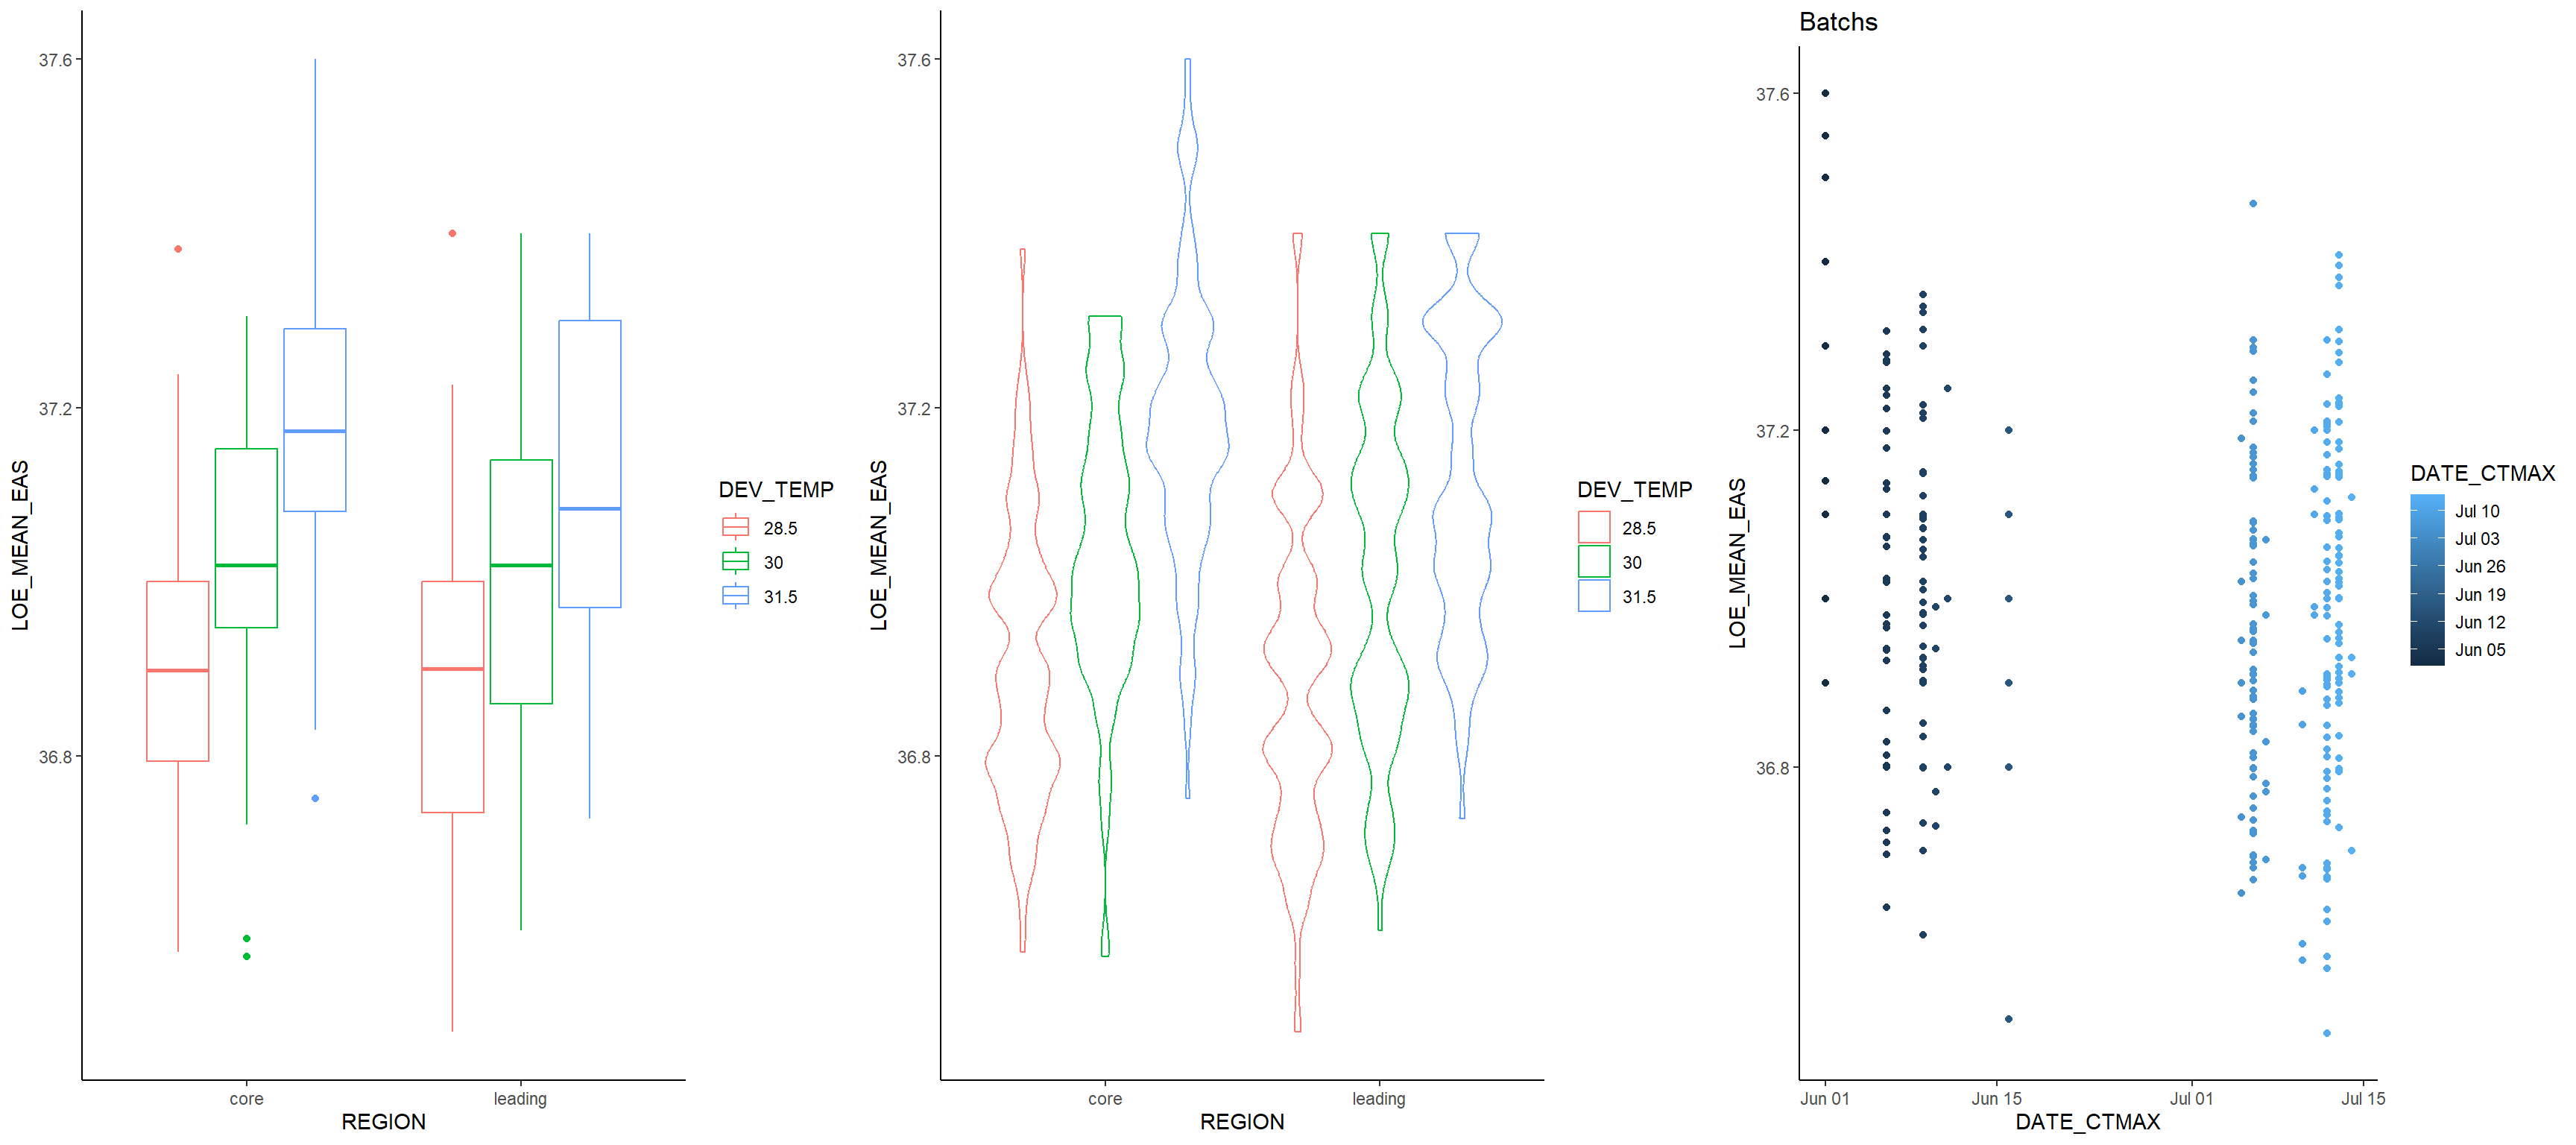 37.6
37.2
36.8
LOE_MEAN_EAS
core
leading
REGION
DEV_TEMP
28.5
30
31.5
37.6
37.2
36.8
LOE_MEAN_EAS
core
leading
REGION
DEV_TEMP
28.5
30
31.5
Batchs
37.6
37.2
36.8
LOE_MEAN_EAS
Jun 01
Jun 15
Jul 01
Jul 15
DATE_CTMAX
DATE_CTMAX
Jul 10
Jul 03
Jun 26
Jun 19
Jun 12
Jun 05